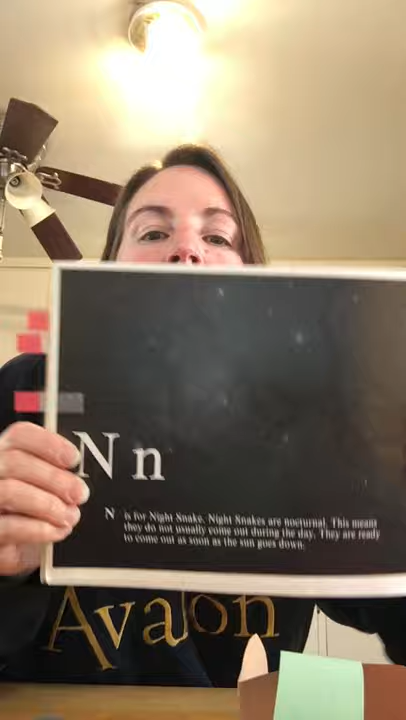 N n
N is for Night Snake. Night Snakes are nocturnal. This means
they do not usually come out during the day. They are ready
to come out as soon as the sun goes down.
Avalon